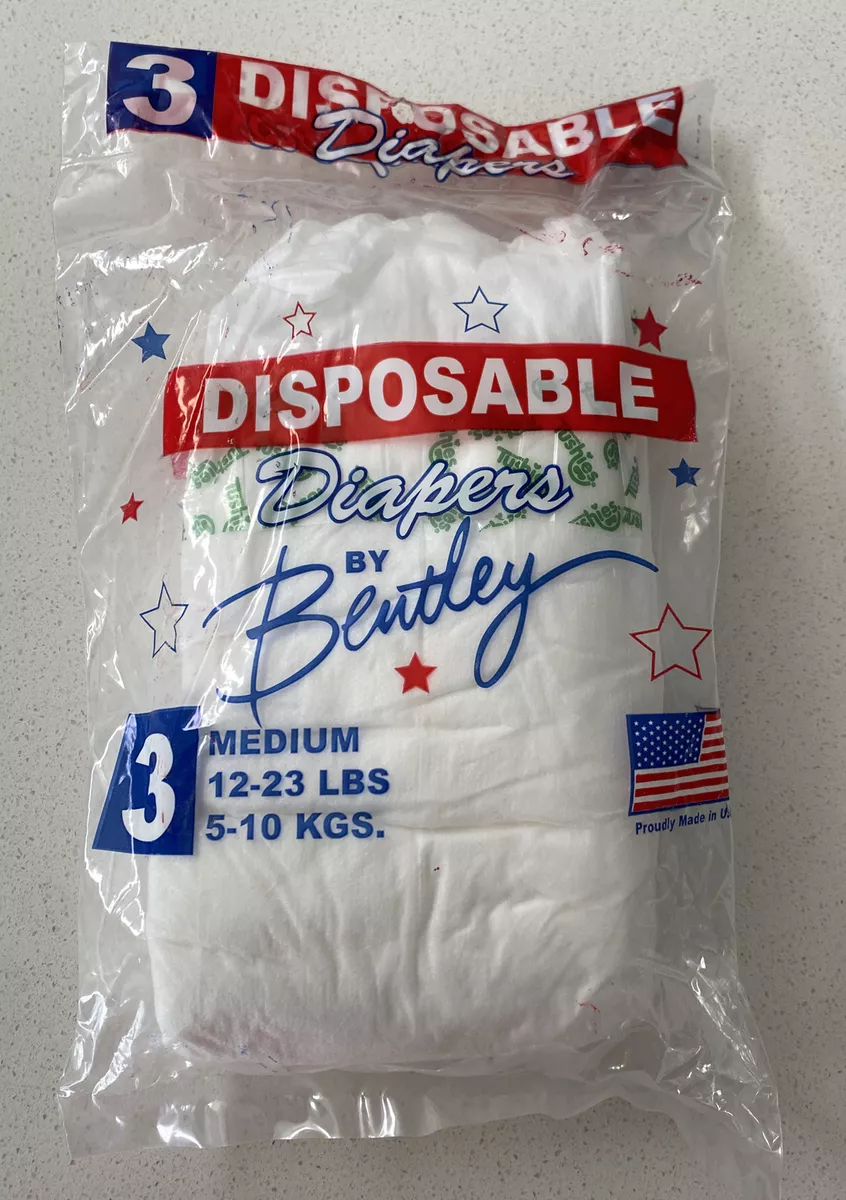 3 DISPOSABLE
Diapers
DISPOSABLE
Diapers
BY
Bentley
3
MEDIUM
12-23 LBS
5-10 KGS.
Proudly Made in